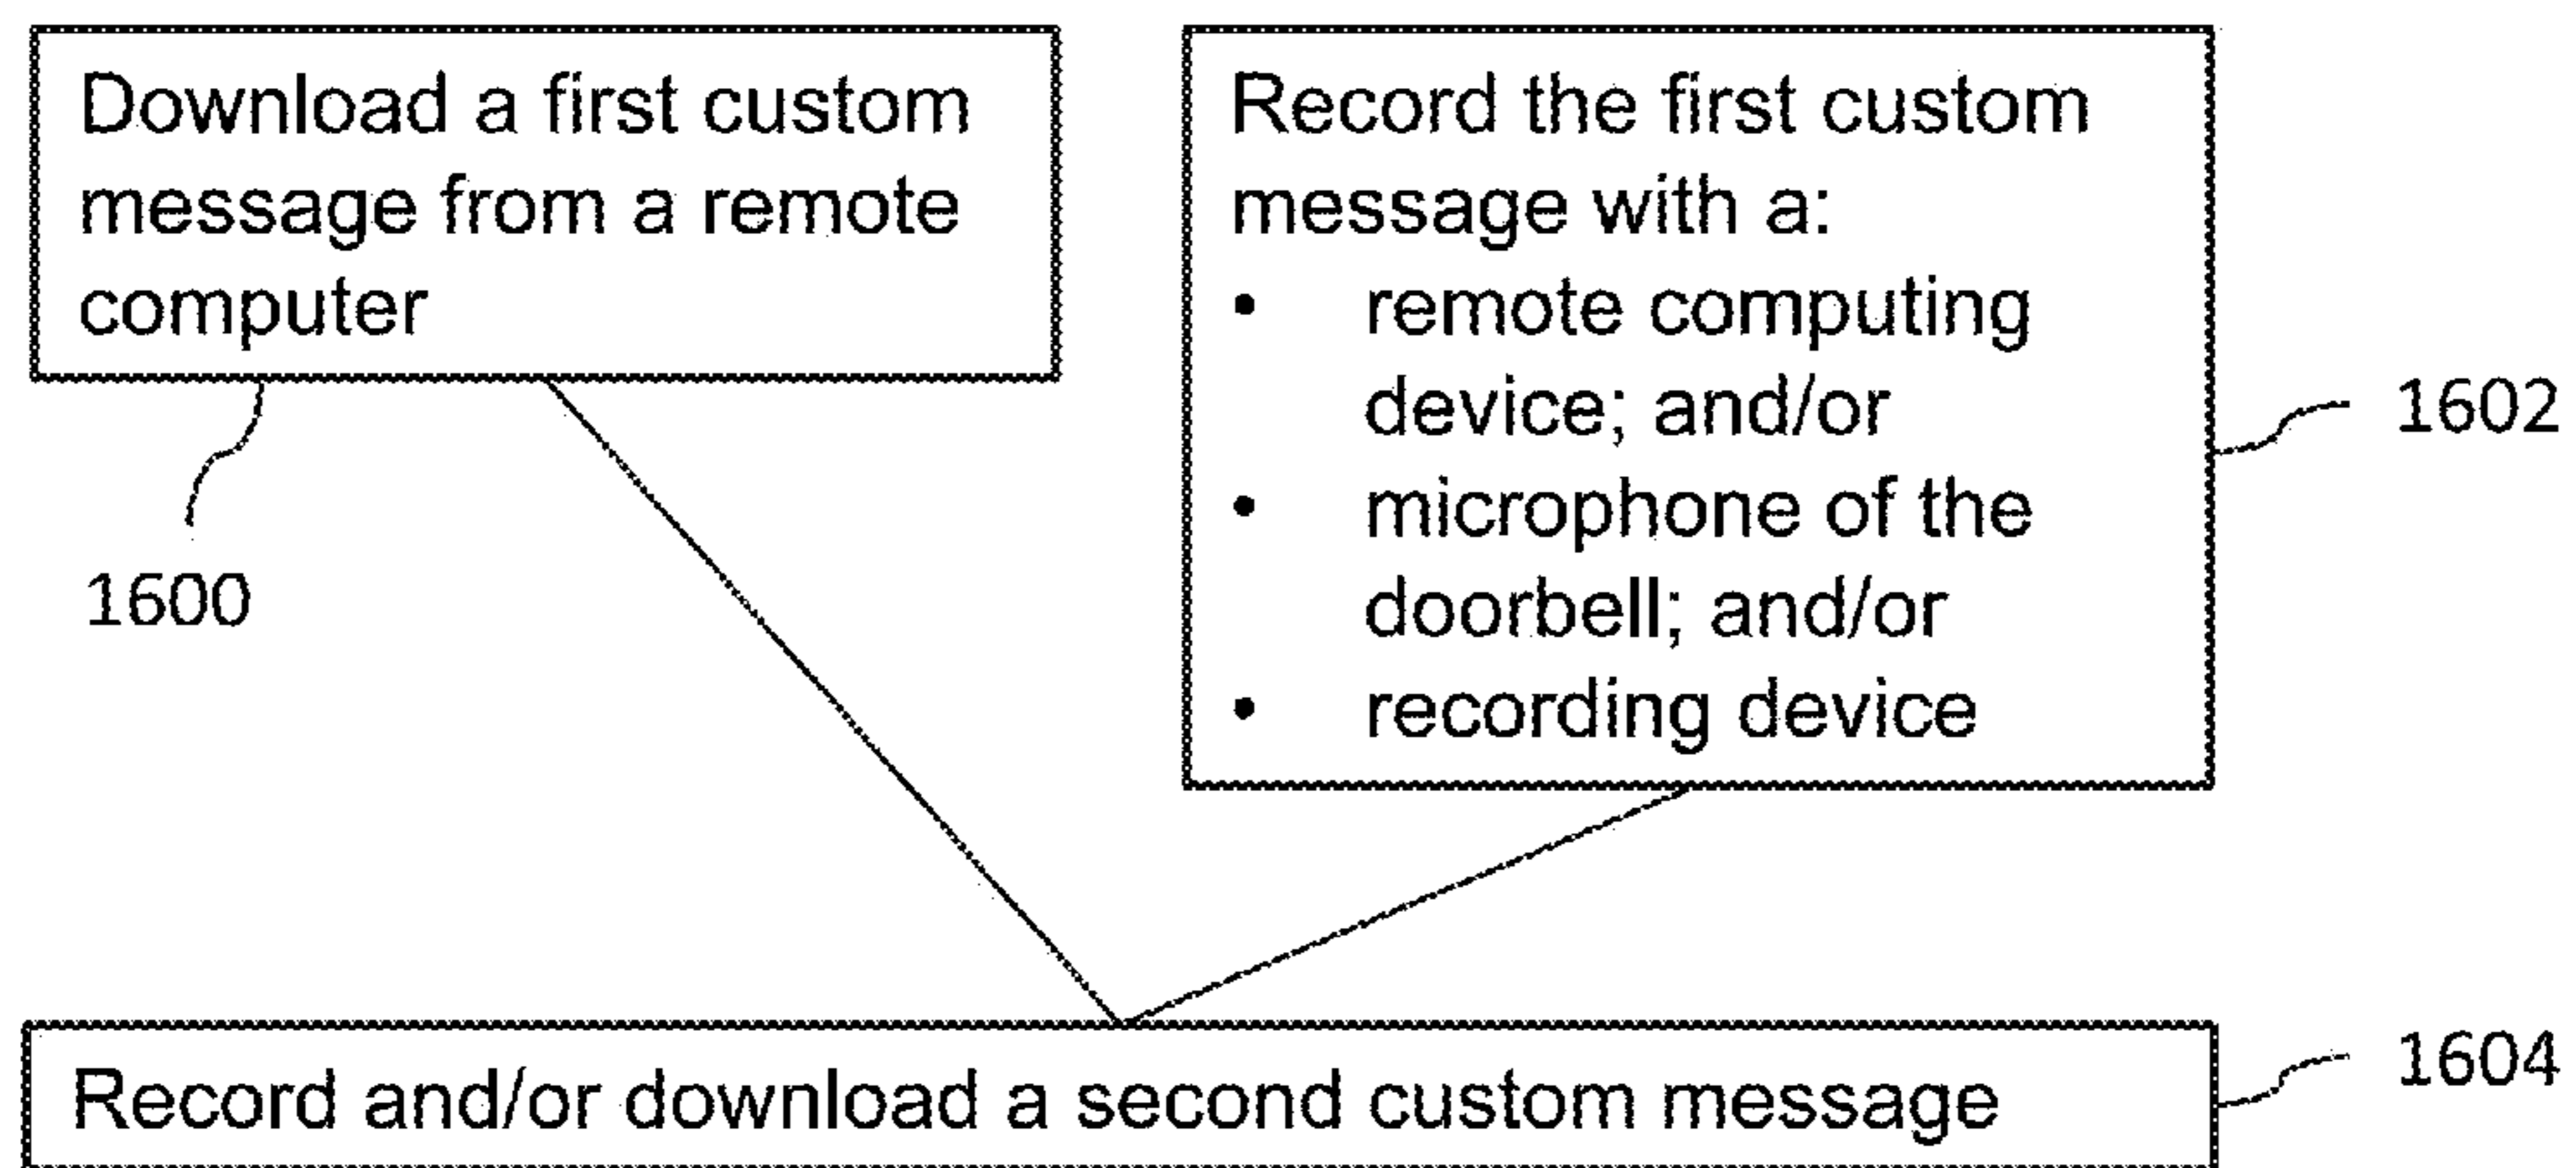 Download a first custom
message from a remote
computer
1600
Record the first custom
message with a:
• remote computing
device; and/or
• microphone of the
doorbell; and/or
• recording device
1602
Record and/or download a second custom message
1604